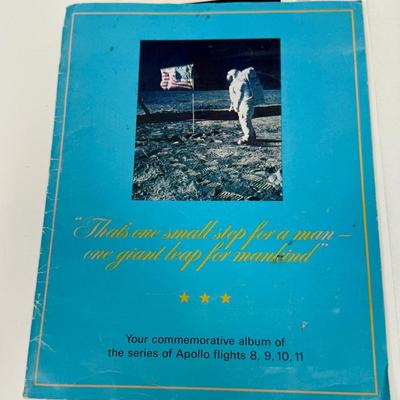 "That's one small step for a man—
one giant leap for mankind"
Your commemorative album of
the series of Apollo flights 8, 9, 10, 11